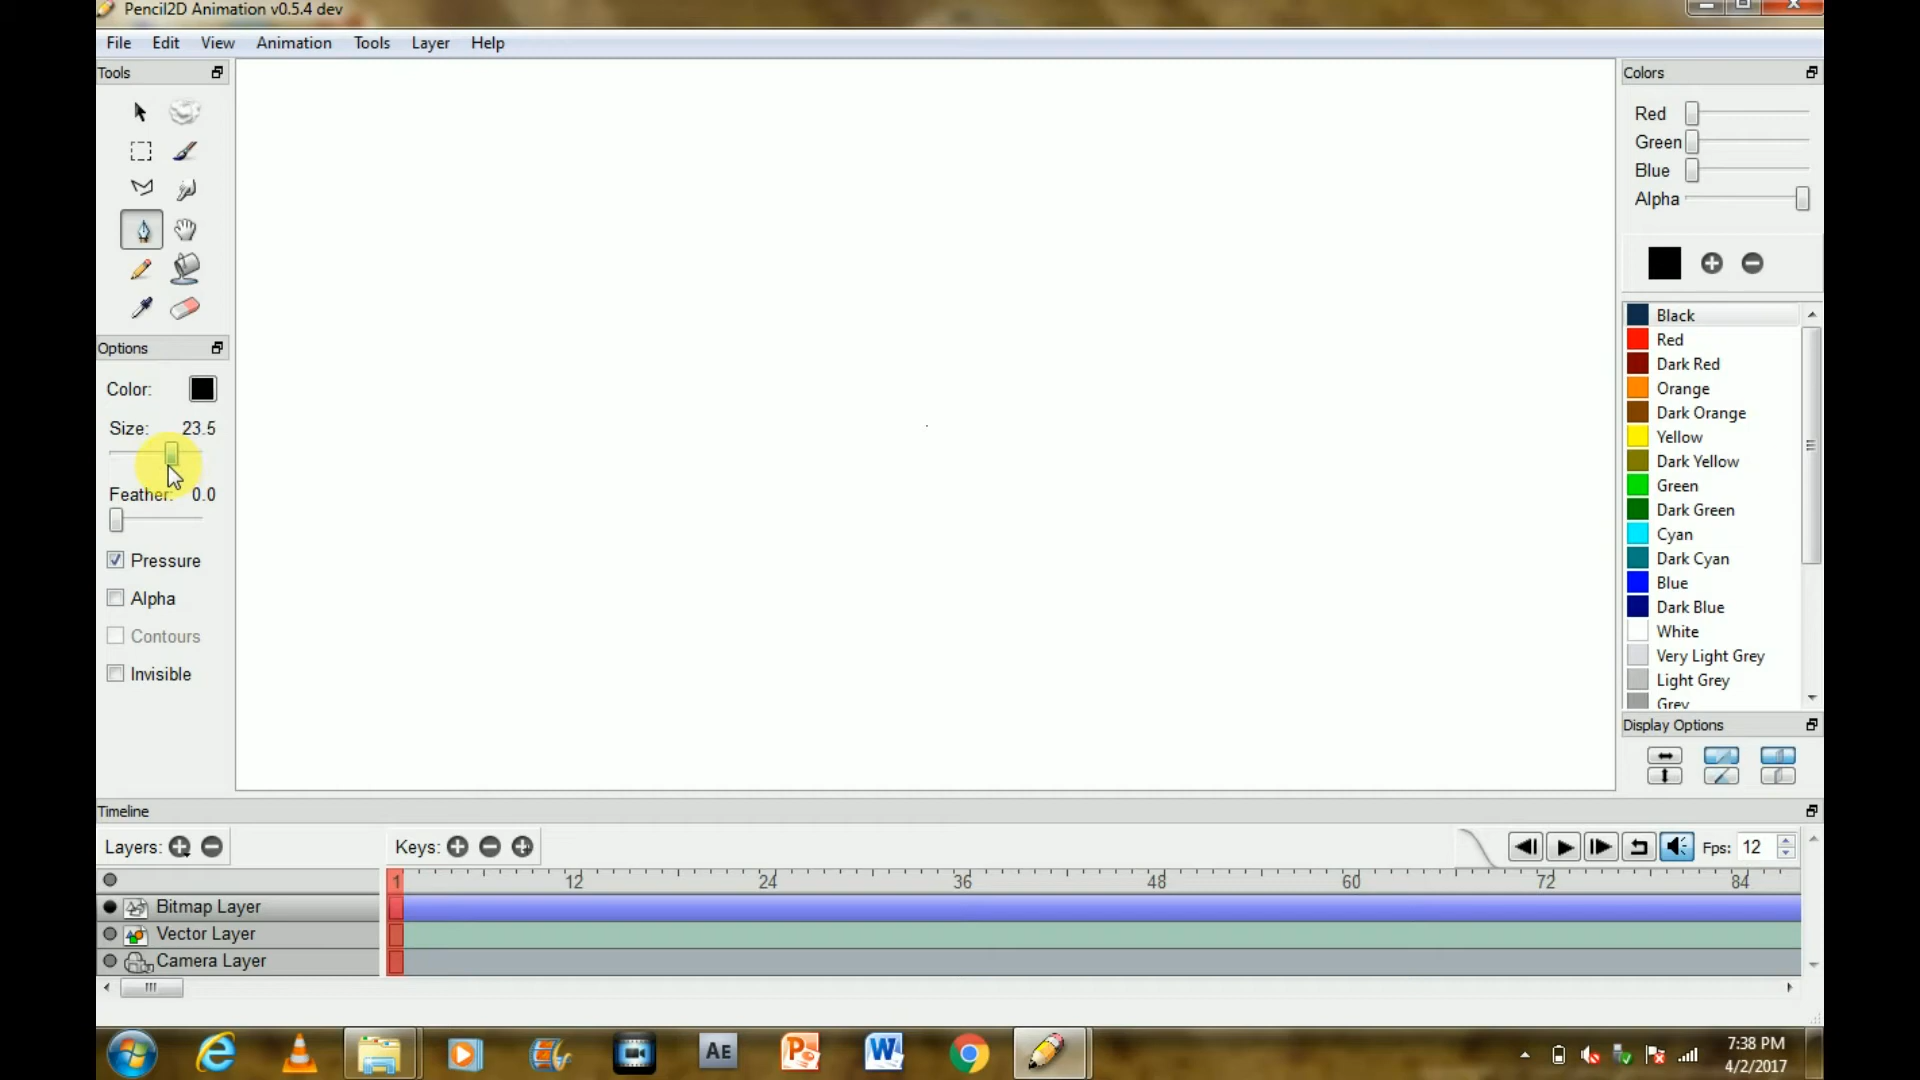 Pencil2D Animation v0.5.4 dev
File Edit View Animation Tools Layer Help
Tools
Options
Color:
Size: 23.5
Feather: 0.0
Pressure
Alpha
Contours
Invisible
Colors
Red
Green
Blue
Alpha
Black
Red
Dark Red
Orange
Dark Orange
Yellow
Dark Yellow
Green
Dark Green
Cyan
Dark Cyan
Blue
Dark Blue
White
Very Light Grey
Light Grey
Grey
Display Options
Timeline
Layers: Keys: Fps: 12
1 12 24 36 48 60 72 84
Bitmap Layer
Vector Layer
Camera Layer
AE P W
7:38 PM
4/2/2017